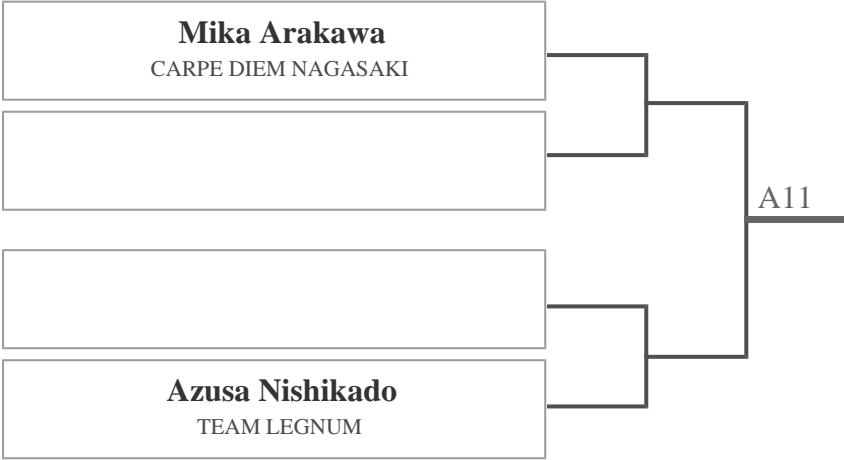 Mika Arakawa
CARPE DIEM NAGASAKI
A11
Azusa Nishikado
TEAM LEGNUM